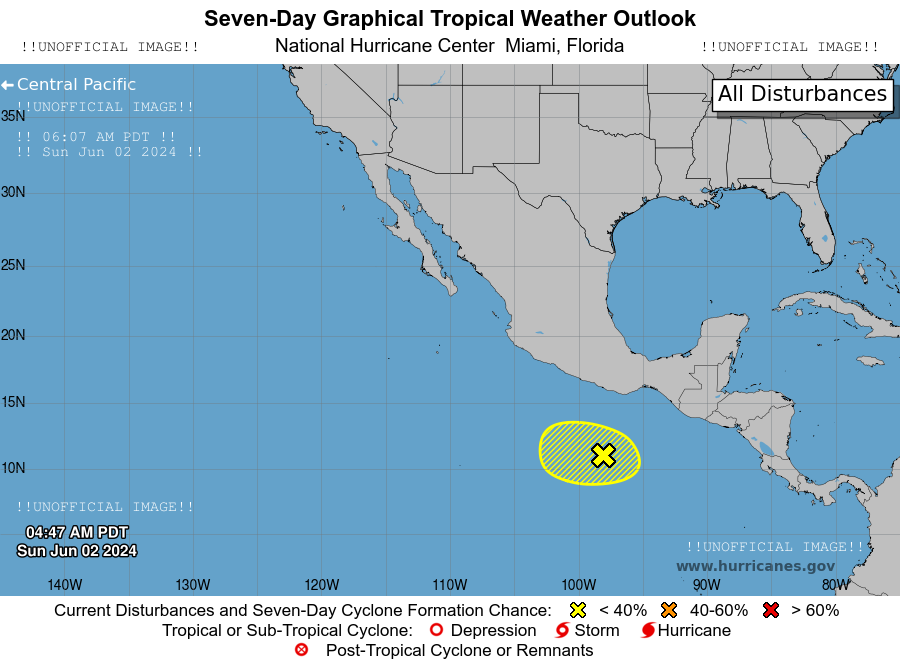 Seven-Day Graphical Tropical Weather Outlook
!!UNOFFICIAL IMAGE!! National Hurricane Center Miami, Florida !!UNOFFICIAL IMAGE!!
Central Pacific
All Disturbances
!!UNOFFICIAL IMAGE!!
35N
!! 06:07 AM PDT !!
!! Sun Jun 02 2024 !!
30N
25N
20N
15N
10N
!!UNOFFICIAL IMAGE!!
04:47 AM PDT
Sun Jun 02 2024
!!UNOFFICIAL IMAGE!!
www.hurricanes.gov
140W 130W 120W 110W 100W 90W 80W
Current Disturbances and Seven-Day Cyclone Formation Chance: < 40% 40-60% > 60%
Tropical or Sub-Tropical Cyclone: Depression Storm Hurricane
Post-Tropical Cyclone or Remnants